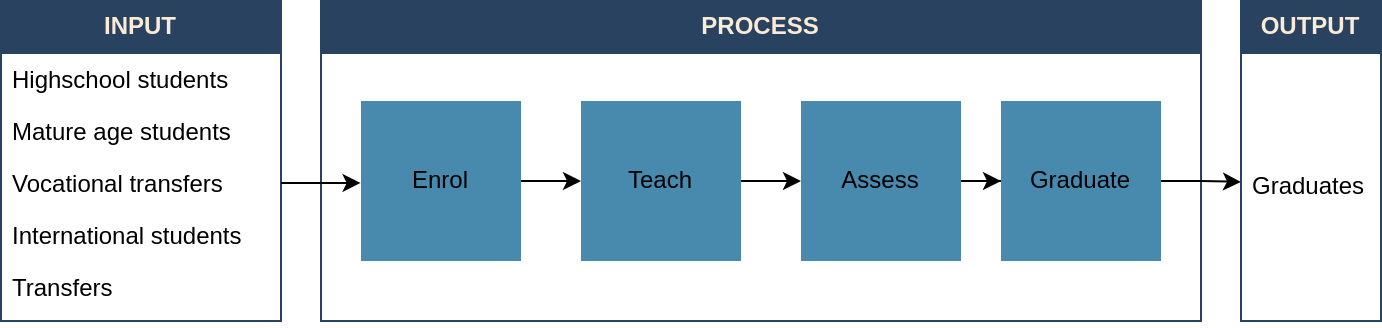 INPUT
Highschool students
Mature age students
Vocational transfers
International students
Transfers
PROCESS
Enrol
Teach
Assess
Graduate
OUTPUT
Graduates